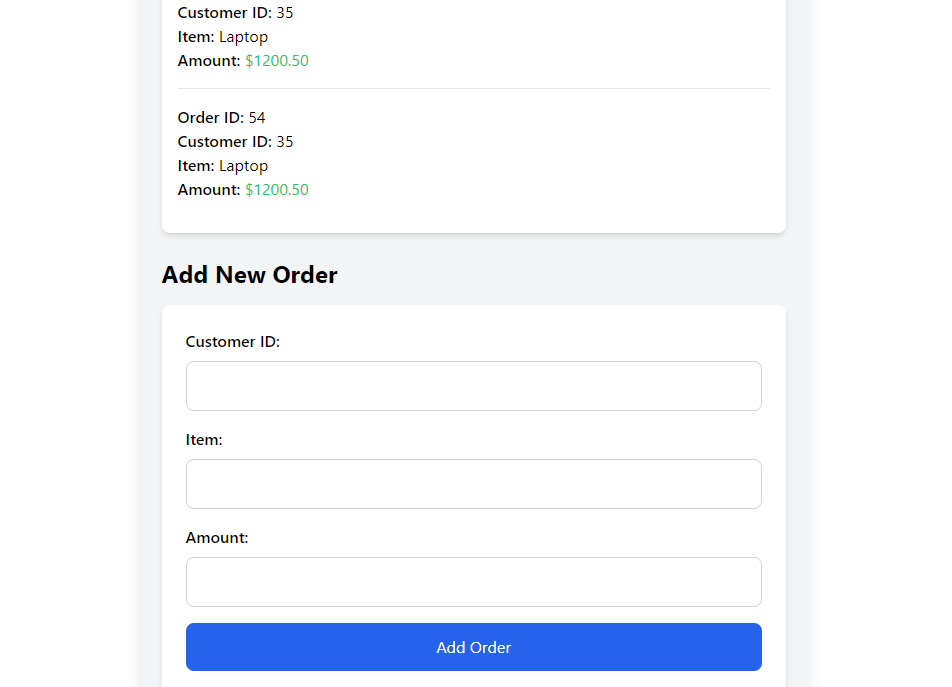 Customer ID: 35
Item: Laptop
Amount: $1200.50
Order ID: 54
Customer ID: 35
Item: Laptop
Amount: $1200.50
Add New Order
Customer ID:
Item:
Amount:
Add Order